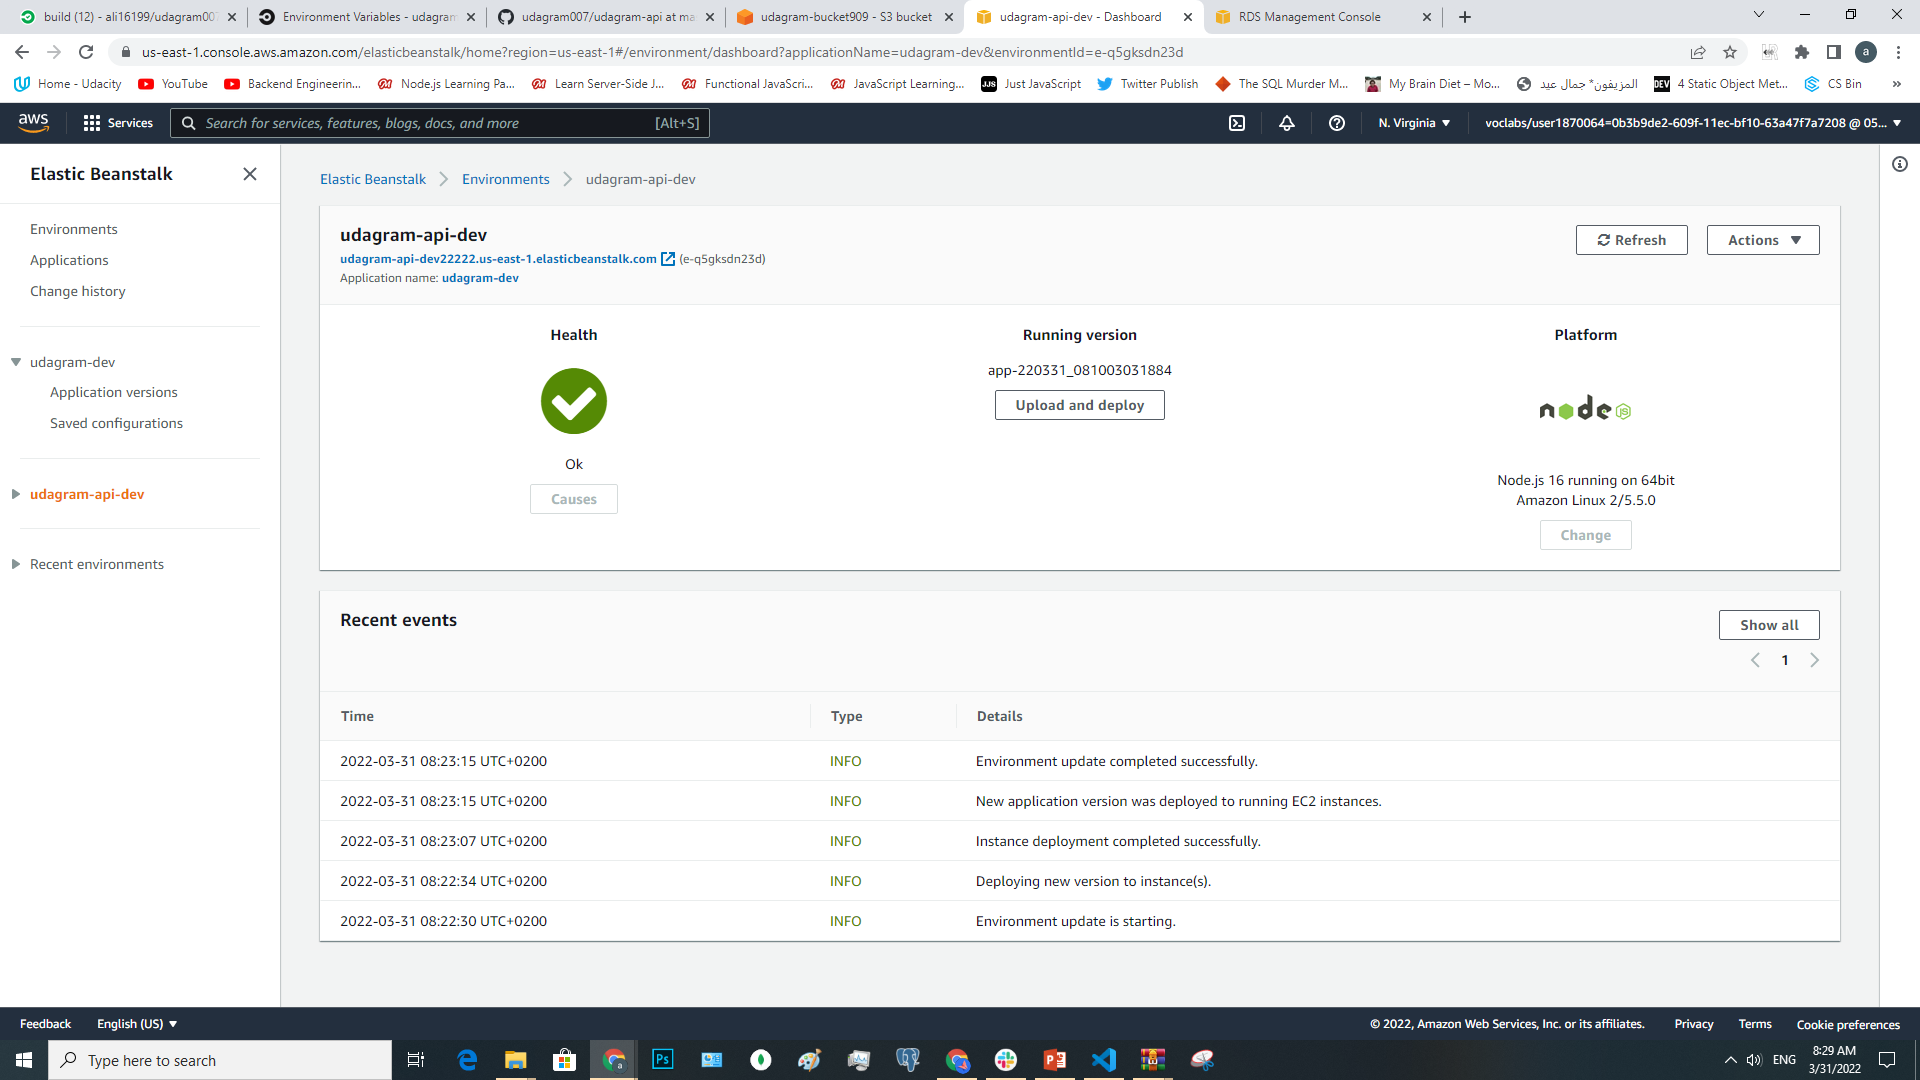 build (12) - ali16199/udagram007
Environment Variables - udagram
udagram007/udagram-api at ma
udagram-bucket909 - S3 bucket
udagram-api-dev - Dashboard
RDS Management Console
us-east-1.console.aws.amazon.com/elasticbeanstalk/home?region=us-east-1#/environment/dashboard?applicationName=udagram-dev&environmentId=e-q5gksdn23d
a
Home - Udacity
YouTube
Backend Engineerin...
Node.js Learning Pa...
Learn Server-Side J...
Functional JavaScri...
JavaScript Learning...
JJS Just JavaScript
Twitter Publish
The SQL Murder M...
My Brain Diet – Mo...
المزيفون* جمال عيد
DEV 4 Static Object Met...
CS Bin
»
aws
Services
Search for services, features, blogs, docs, and more [Alt+S]
N. Virginia
voclabs/user1870064=0b3b9de2-609f-11ec-bf10-63a47f7a7208 @ 05...
Elastic Beanstalk
Environments
Applications
Change history
udagram-dev
Application versions
Saved configurations
udagram-api-dev
Recent environments
Elastic Beanstalk
Environments
udagram-api-dev
udagram-api-dev
udagram-api-dev22222.us-east-1.elasticbeanstalk.com (e-q5gksdn23d)
Application name: udagram-dev
Refresh
Actions
Health
Ok
Causes
Running version
app-220331_081003031884
Upload and deploy
Platform
node JS
Node.js 16 running on 64bit
Amazon Linux 2/5.5.0
Change
Recent events
Show all
1
Time Type Details
2022-03-31 08:23:15 UTC+0200 INFO Environment update completed successfully.
2022-03-31 08:23:15 UTC+0200 INFO New application version was deployed to running EC2 instances.
2022-03-31 08:23:07 UTC+0200 INFO Instance deployment completed successfully.
2022-03-31 08:22:34 UTC+0200 INFO Deploying new version to instance(s).
2022-03-31 08:22:30 UTC+0200 INFO Environment update is starting.
Feedback
English (US)
© 2022, Amazon Web Services, Inc. or its affiliates.
Privacy
Terms
Cookie preferences
Type here to search
Ps
ENG
8:29 AM
3/31/2022